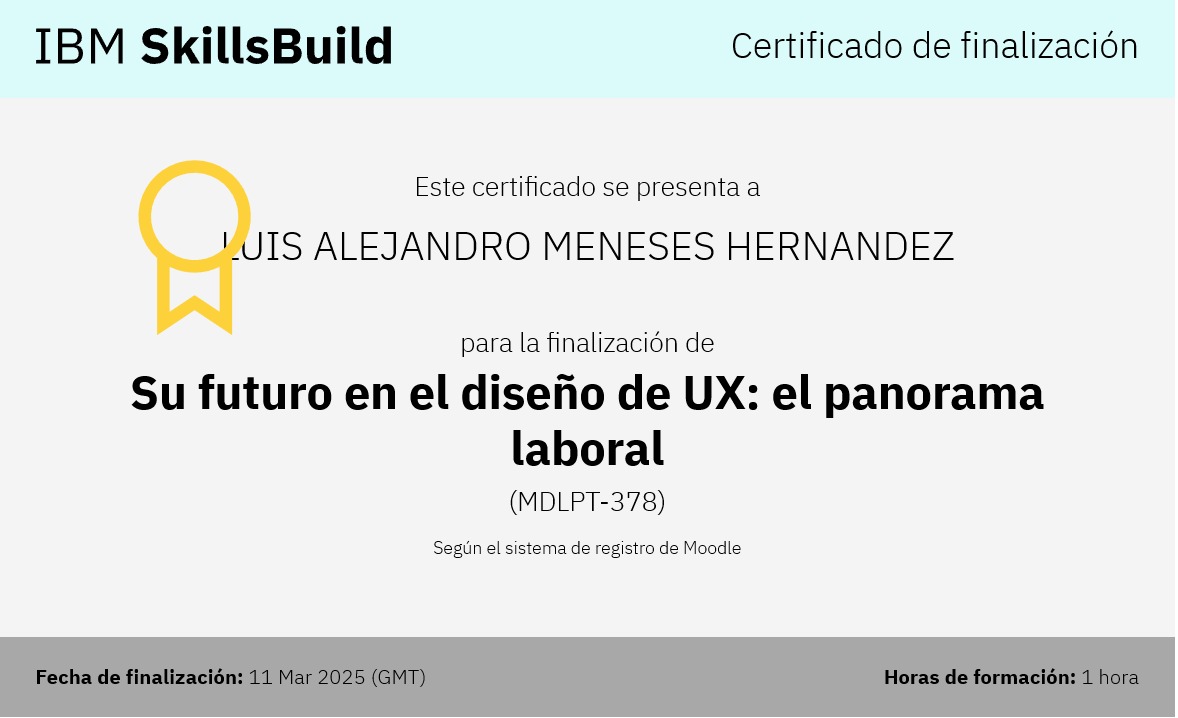 IBM SkillsBuild
Certificado de finalización
Este certificado se presenta a
LUIS ALEJANDRO MENESES HERNANDEZ
para la finalización de
Su futuro en el diseño de UX: el panorama
laboral
(MDLPT-378)
Según el sistema de registro de Moodle
Fecha de finalización: 11 Mar 2025 (GMT)
Horas de formación: 1 hora